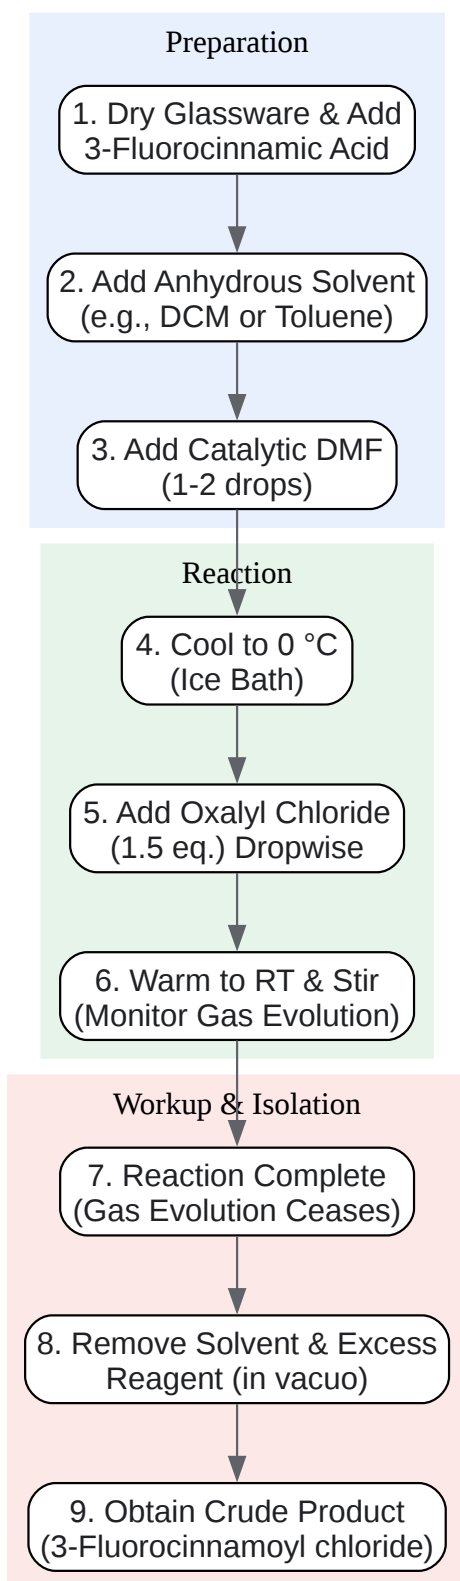 Preparation
1. Dry Glassware & Add
3-Fluorocinnamic Acid
2. Add Anhydrous Solvent
(e.g., DCM or Toluene)
3. Add Catalytic DMF
(1-2 drops)
Reaction
4. Cool to 0 °C
(Ice Bath)
5. Add Oxalyl Chloride
(1.5 eq.) Dropwise
6. Warm to RT & Stir
(Monitor Gas Evolution)
Workup & Isolation
7. Reaction Complete
(Gas Evolution Ceases)
8. Remove Solvent & Excess
Reagent (in vacuo)
9. Obtain Crude Product
(3-Fluorocinnamoyl chloride)